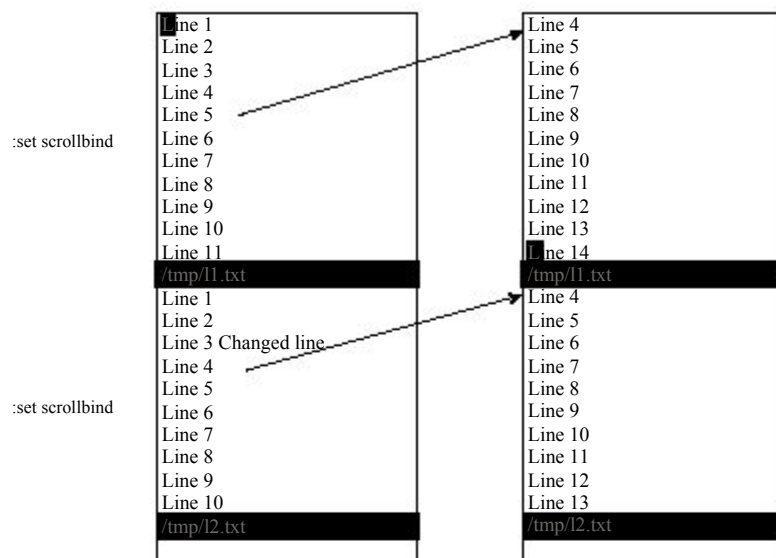 :set scrollbind
Line 1
Line 2
Line 3
Line 4
Line 5
Line 6
Line 7
Line 8
Line 9
Line 10
Line 11
/tmp/l1.txt
Line 4
Line 5
Line 6
Line 7
Line 8
Line 9
Line 10
Line 11
Line 12
Line 13
Line 14
/tmp/l1.txt
:set scrollbind
Line 1
Line 2
Line 3 Changed line
Line 4
Line 5
Line 6
Line 7
Line 8
Line 9
Line 10
/tmp/l2.txt
Line 4
Line 5
Line 6
Line 7
Line 8
Line 9
Line 10
Line 11
Line 12
Line 13
/tmp/l2.txt